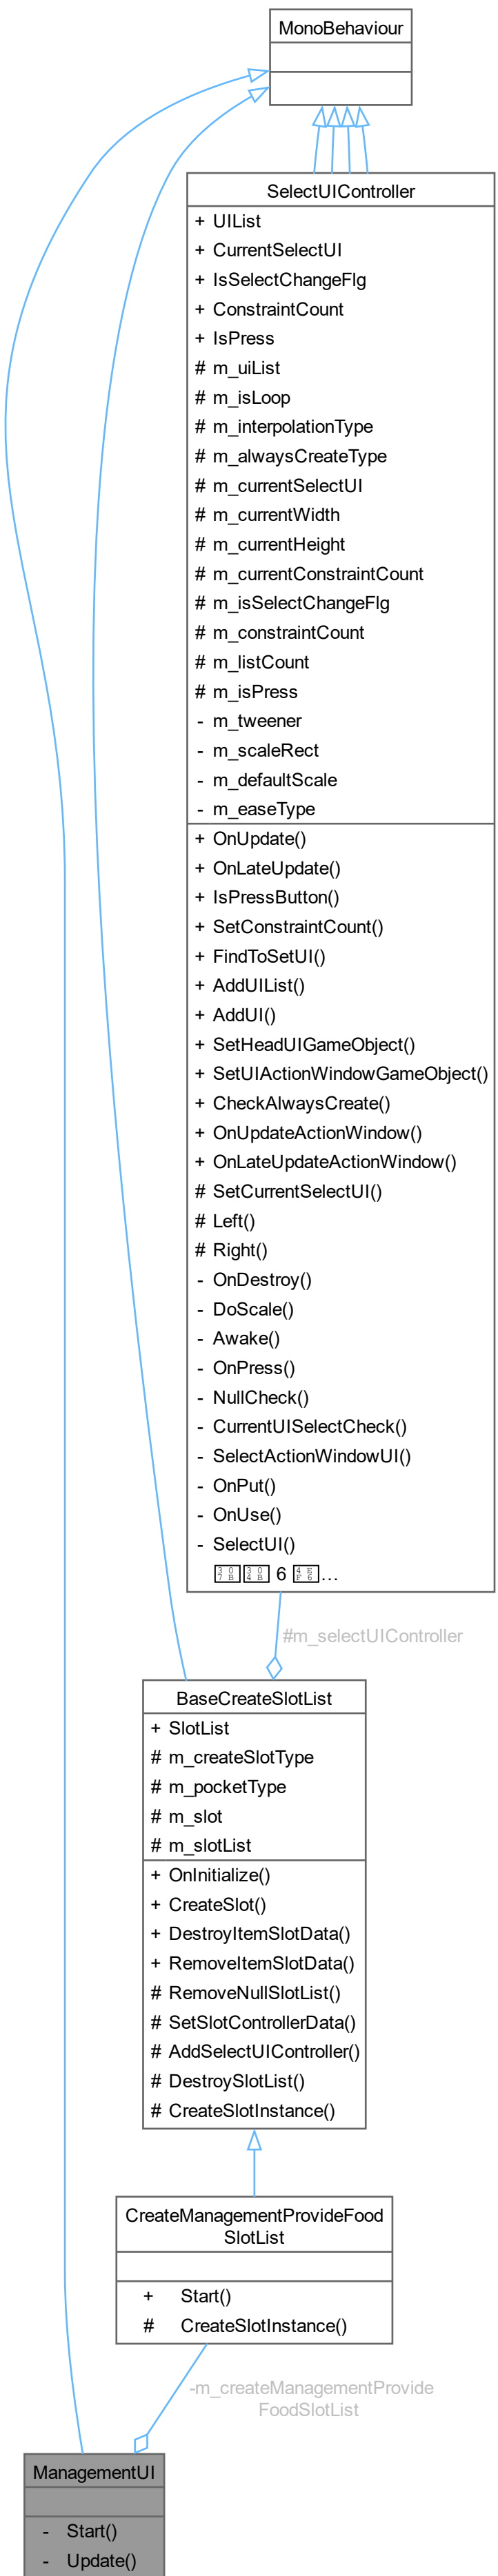 MonoBehaviour
SelectUIController
+ UIList
+ CurrentSelectUI
+ IsSelectChangeFlg
+ ConstraintCount
+ IsPress
# m_uiList
# m_isLoop
# m_interpolationType
# m_alwaysCreateType
# m_currentSelectUI
# m_currentWidth
# m_currentHeight
# m_currentConstraintCount
# m_isSelectChangeFlg
# m_constraintCount
# m_listCount
# m_isPress
- m_tweener
- m_scaleRect
- m_defaultScale
- m_easeType
+ OnUpdate()
+ OnLateUpdate()
+ IsPressButton()
+ SetConstraintCount()
+ FindToSetUI()
+ AddUIList()
+ AddUI()
+ SetHeadUIGameObject()
+ SetUIActionWindowGameObject()
+ CheckAlwaysCreate()
+ OnUpdateActionWindow()
+ OnLateUpdateActionWindow()
# SetCurrentSelectUI()
# Left()
# Right()
- OnDestroy()
- DoScale()
- Awake()
- OnPress()
- NullCheck()
- CurrentUISelectCheck()
- SelectActionWindowUI()
- OnPut()
- OnUse()
- SelectUI()
6 ...
#m_selectUIController
BaseCreateSlotList
+ SlotList
# m_createSlotType
# m_pocketType
# m_slot
# m_slotList
+ OnInitialize()
+ CreateSlot()
+ DestroyItemSlotData()
+ RemoveItemSlotData()
# RemoveNullSlotList()
# SetSlotControllerData()
# AddSelectUIController()
# DestroySlotList()
# CreateSlotInstance()
CreateManagementProvideFood
SlotList
+ Start()
# CreateSlotInstance()
-m_createManagementProvide
FoodSlotList
ManagementUI
- Start()
- Update()